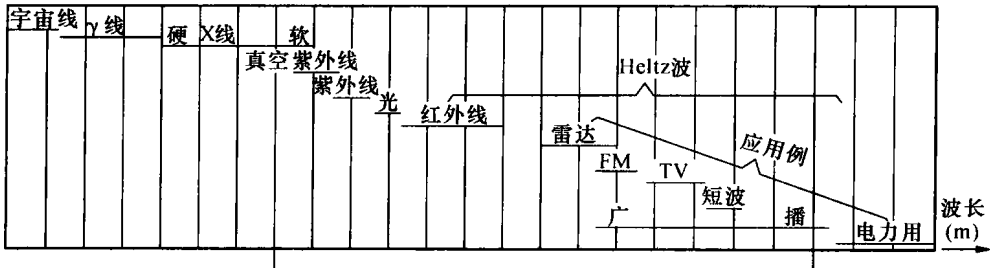 宇宙线
γ线
硬 X线 软
真空紫外线
紫外线
光
红外线
Heltz波
雷达
应用例
FM
TV
短波
广 播
电力用
波长
(m)